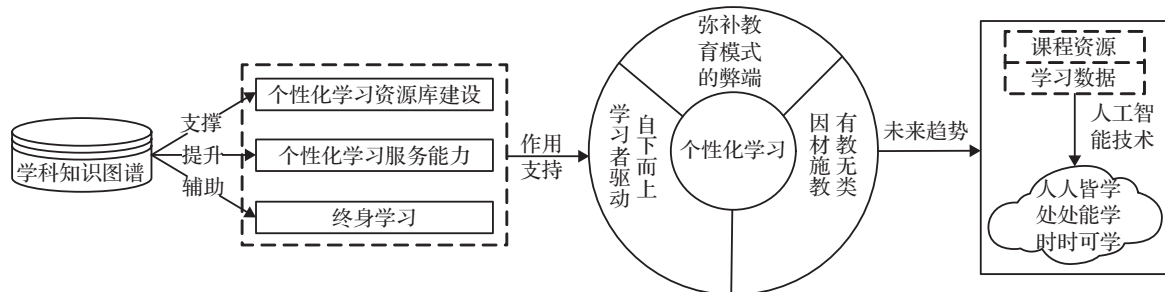 学科知识图谱
支撑
提升
辅助
个性化学习资源库建设
个性化学习服务能力
终身学习
作用
支持
弥补教
育模式
的弊端
学习者驱动
自下而上
个性化学习
有教无类
因材施教
未来趋势
课程资源
学习数据
人工智
能技术
人人皆学
处处能学
时时可学